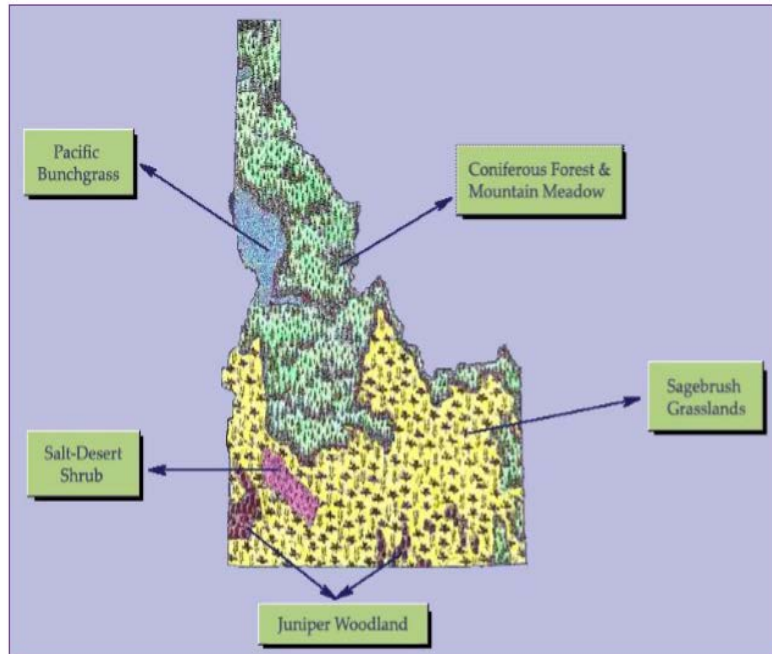 Pacific
Bunchgrass
Coniferous Forest &
Mountain Meadow
Sagebrush
Grasslands
Salt-Desert
Shrub
Juniper Woodland